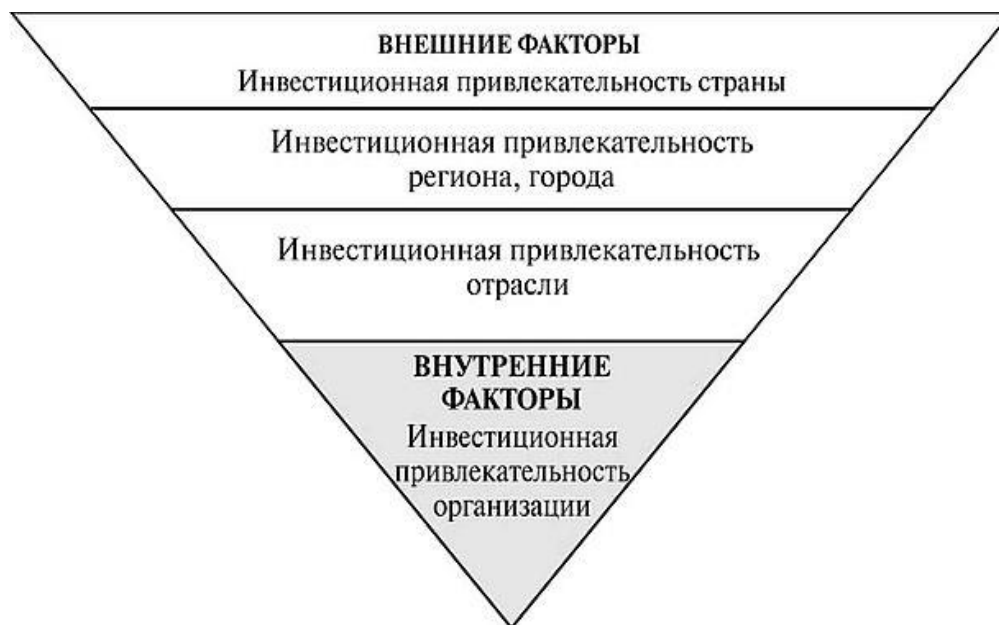 ВНЕШНИЕ ФАКТОРЫ
Инвестиционная привлекательность страны
Инвестиционная привлекательность
региона, города
Инвестиционная привлекательность
отрасли
ВНУТРЕННИЕ
ФАКТОРЫ
Инвестиционная
привлекательность
организации